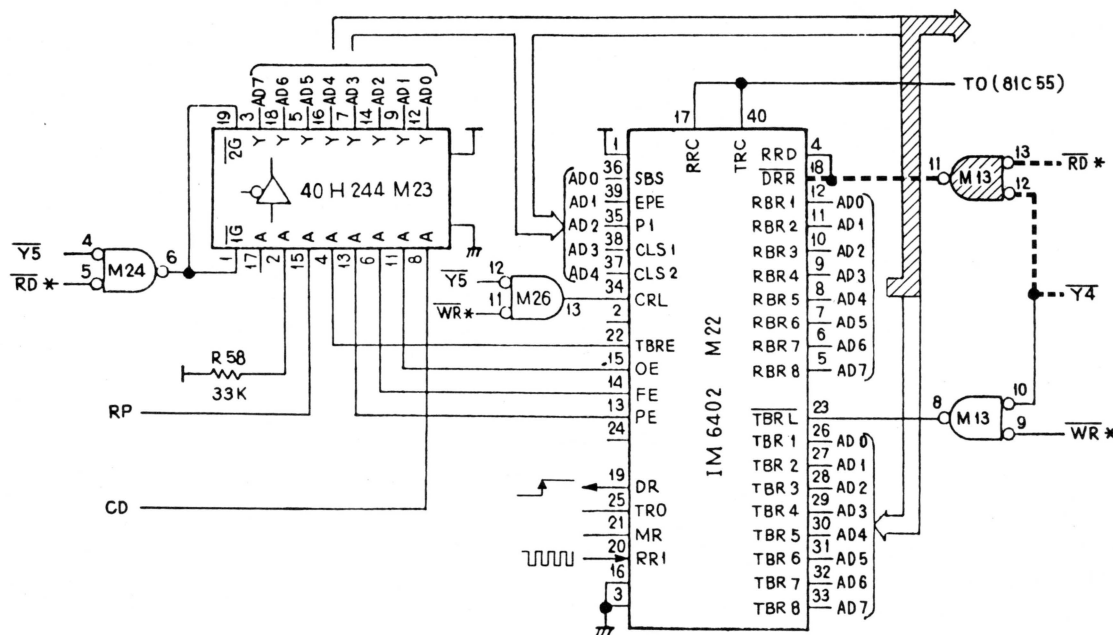 AD7 AD6 AD5 AD4 AD3 AD2 AD1 AD0
19 3 18 5 16 7 14 9 12
2G Y Y Y Y Y Y Y Y
40 H 244 M23
1G A A A A A A A A
1 17 2 15 4 13 6 11 8
Y5 4
RD* 5
M24 6
R 58
33K
RP
CD
TO (81C55)
17 40
RRC TRC
1
AD0 36 SBS
AD1 39 EPE
AD2 35 P1
AD3 38 CLS1
AD4 37 CLS2
34 CRL
2
22 TBRE
15 OE
14 FE
13 PE
24
19 DR
25 TRO
21 MR
20 RR1
16
3
Y5 12
WR* 11
M26
13
IM 6402 M22
RRD 4
DRR 18
RBR1 12 AD0
RBR2 11 AD1
RBR3 10 AD2
RBR4 9 AD3
RBR5 8 AD4
RBR6 7 AD5
RBR7 6 AD6
RBR8 5 AD7
TBRL 23
TBR1 26 AD0
TBR2 27 AD1
TBR3 28 AD2
TBR4 29 AD3
TBR5 30 AD4
TBR6 31 AD5
TBR7 32 AD6
TBR8 33 AD7
11 M13 13 RD*
12
Y4
8 M13 10
9 WR*